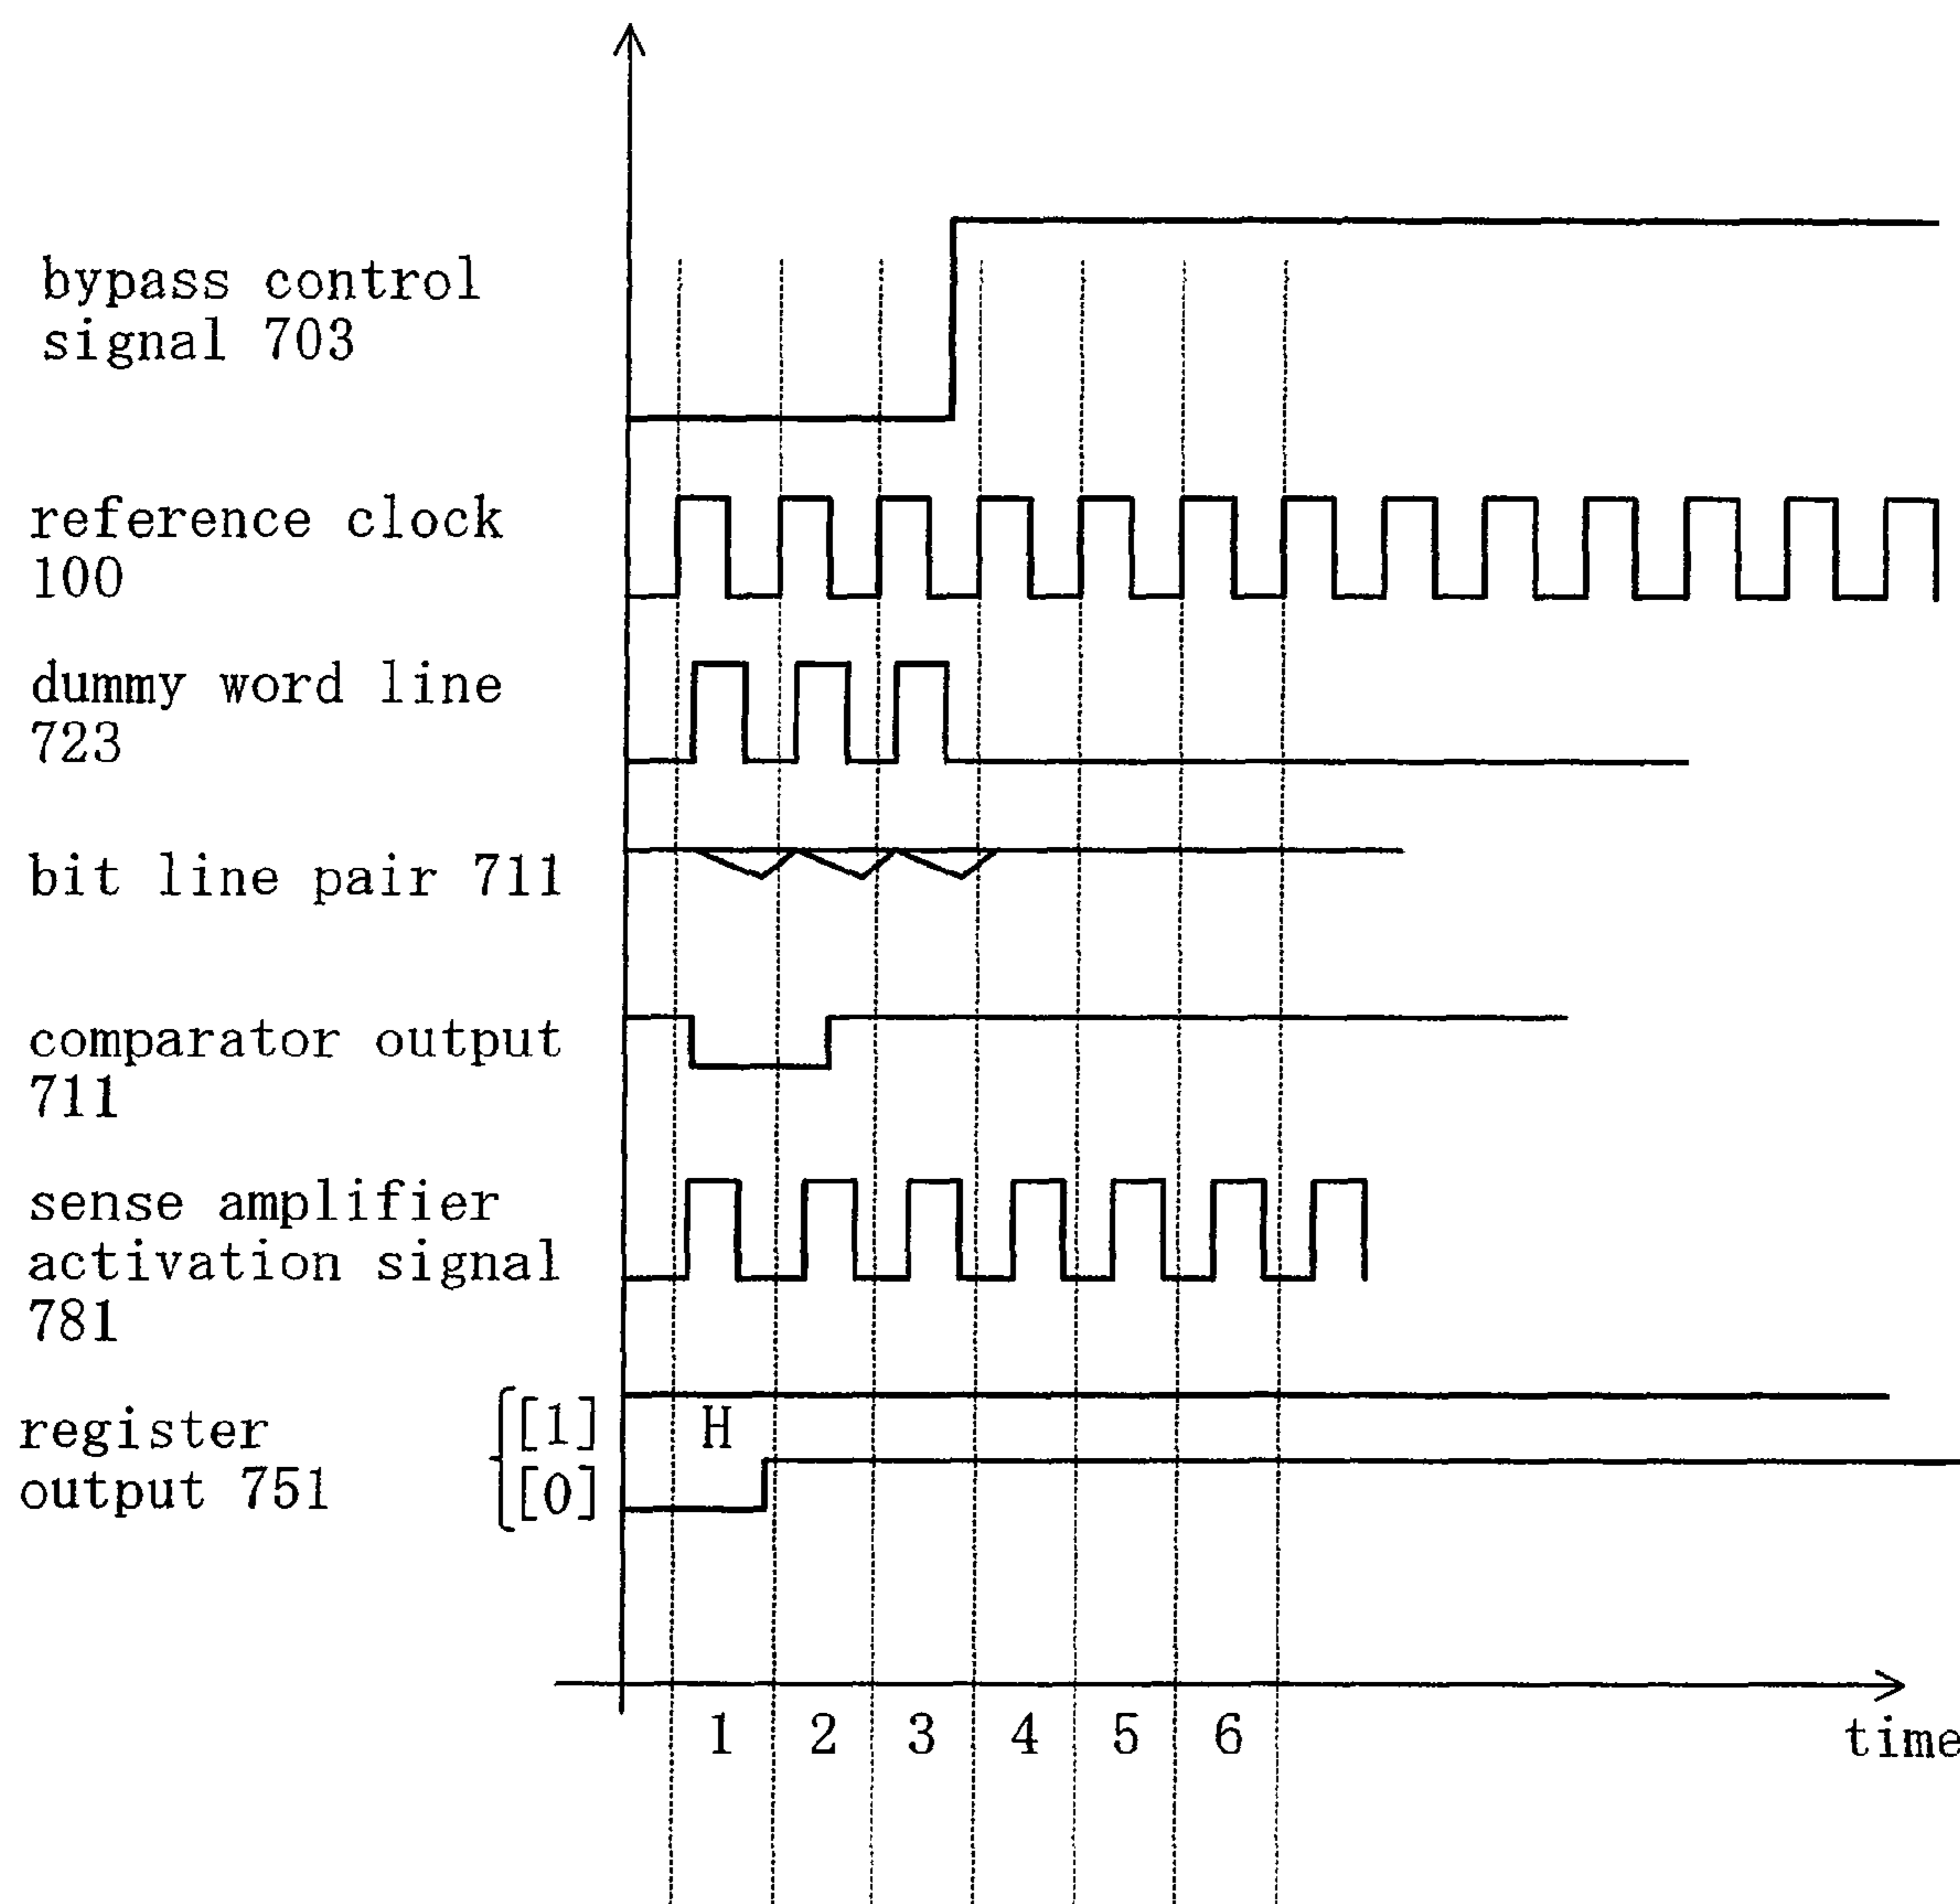 bypass control
signal 703
reference clock
100
dummy word line
723
bit line pair 711
comparator output
711
sense amplifier
activation signal
781
register
output 751
[1] H
[0]
1 2 3 4 5 6
time